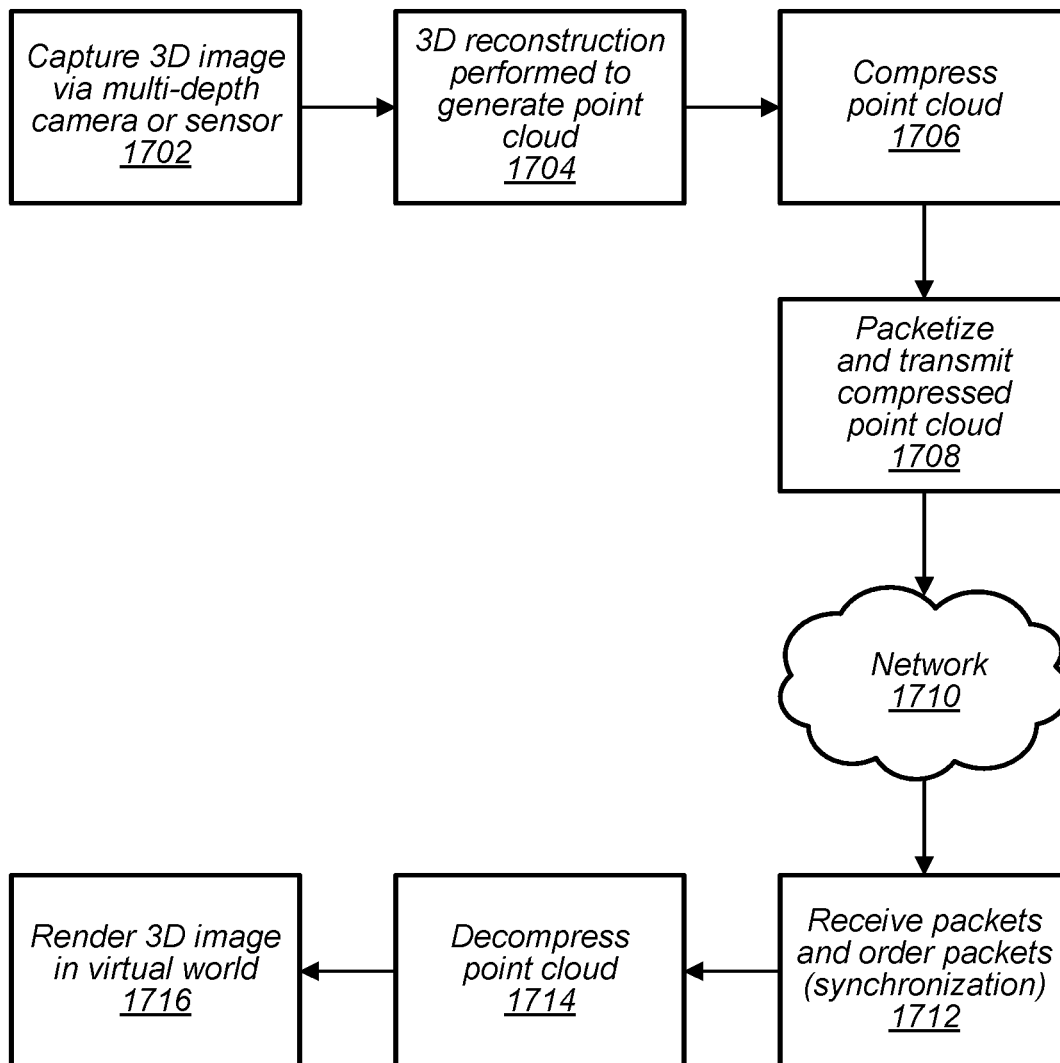 Capture 3D image
via multi-depth
camera or sensor
1702
3D reconstruction
performed to
generate point
cloud
1704
Compress
point cloud
1706
Packetize
and transmit
compressed
point cloud
1708
Network
1710
Receive packets
and order packets
(synchronization)
1712
Decompress
point cloud
1714
Render 3D image
in virtual world
1716